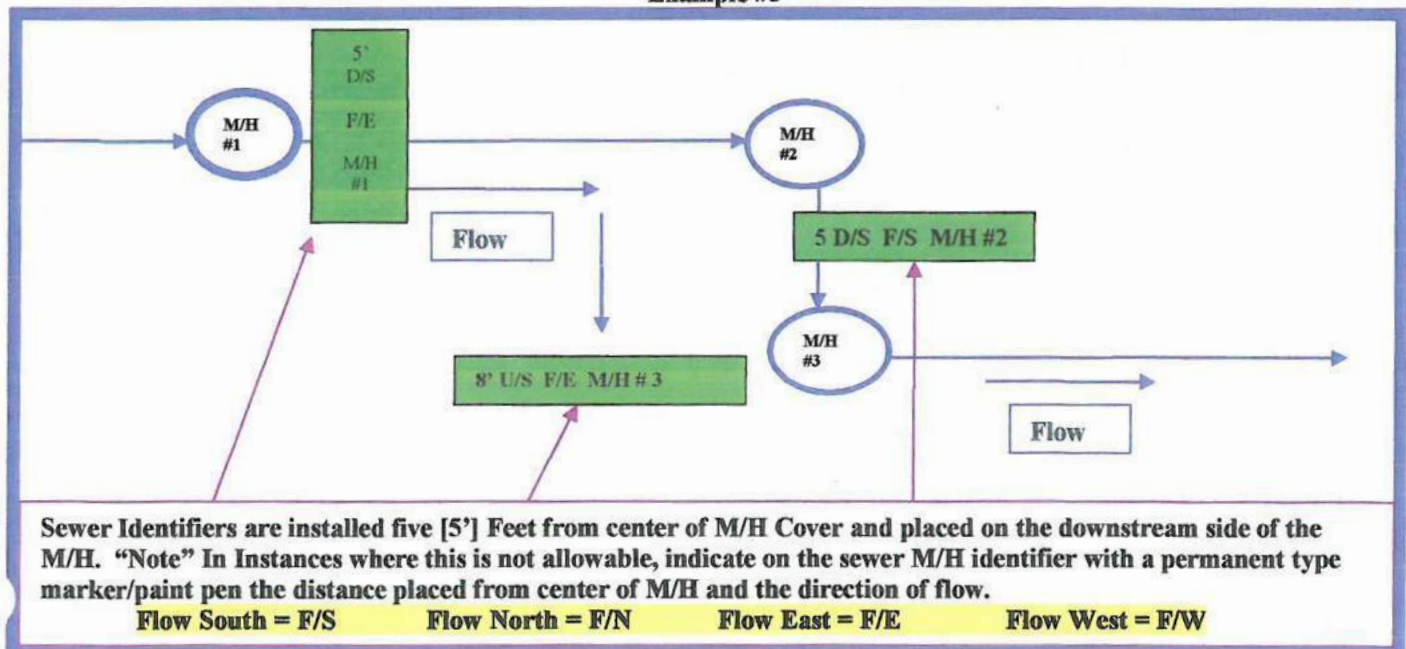 M/H
#1
5'
D/S
F/E
M/H
#1
M/H
#2
Flow
5 D/S F/S M/H #2
M/H
#3
8' U/S F/E M/H # 3
Flow
Sewer Identifiers are installed five [5'] Feet from center of M/H Cover and placed on the downstream side of the
M/H. “Note” In Instances where this is not allowable, indicate on the sewer M/H identifier with a permanent type
marker/paint pen the distance placed from center of M/H and the direction of flow.
Flow South = F/S Flow North = F/N Flow East = F/E Flow West = F/W